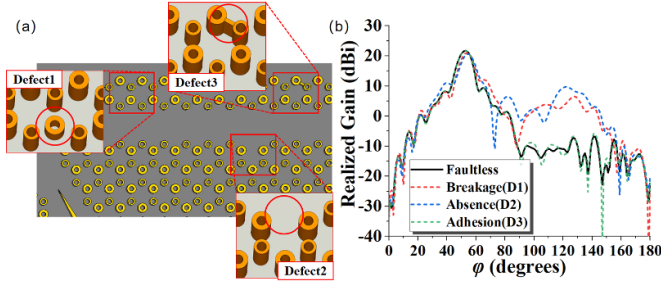 (a)
Defect1
Defect3
Defect2
(b)
Realized Gain (dBi)
30
20
10
0
-10
-20
-30
-40
Faultless
Breakage(D1)
Absence(D2)
Adhesion(D3)
0 20 40 60 80 100 120 140 160 180
φ (degrees)